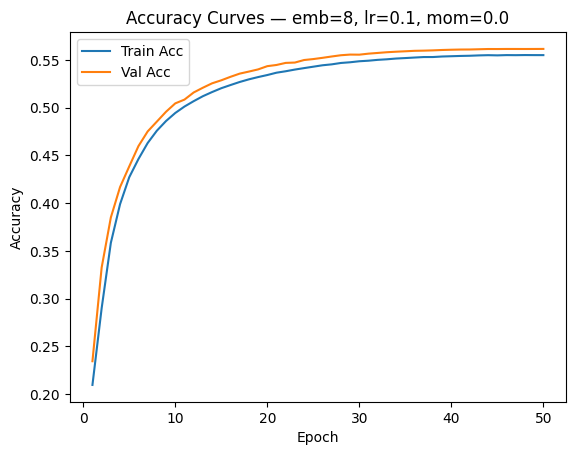 Accuracy Curves — emb=8, lr=0.1, mom=0.0
Train Acc
Val Acc
Accuracy
0.55
0.50
0.45
0.40
0.35
0.30
0.25
0.20
0
10
20
30
40
50
Epoch